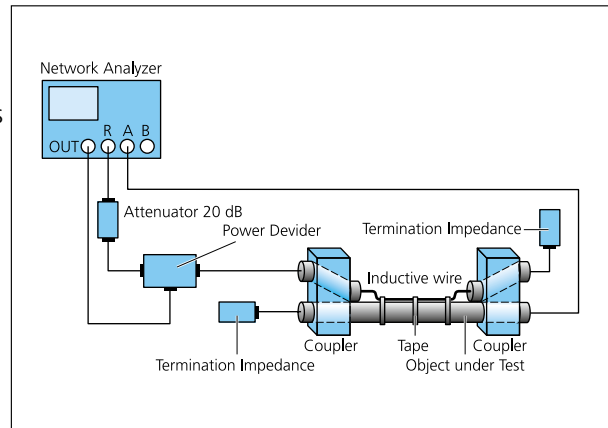 Network Analyzer
R A B
OUT
Attenuator 20 dB
Power Devider
Termination Impedance
Inductive wire
Coupler
Tape
Coupler
Termination Impedance
Object under Test